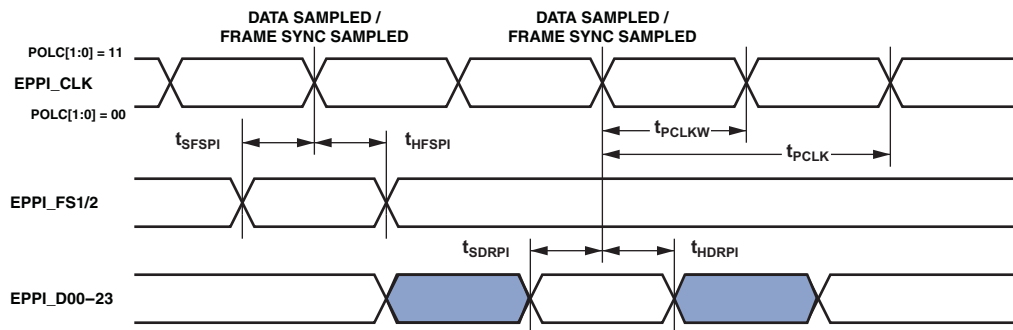 DATA SAMPLED /
FRAME SYNC SAMPLED
DATA SAMPLED /
FRAME SYNC SAMPLED
POLC[1:0] = 11
EPPI_CLK
POLC[1:0] = 00
tSFSPI
tHFSPI
tPCLKW
tPCLK
EPPI_FS1/2
tSDRPI
tHDRPI
EPPI_D00–23